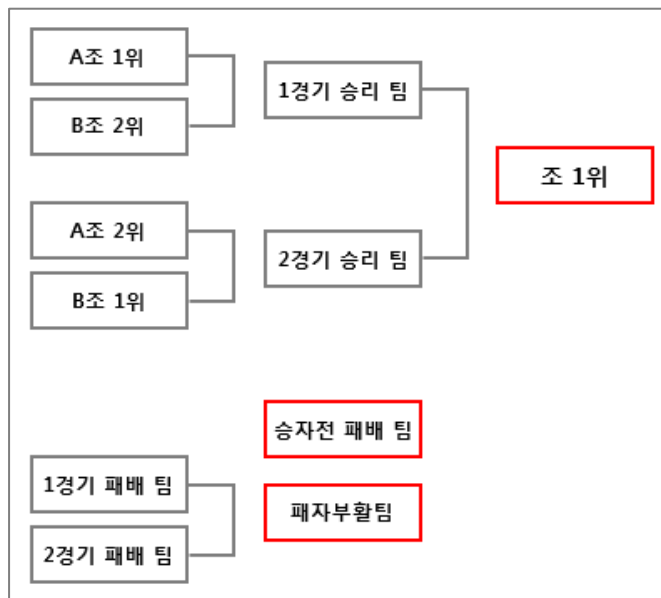 A조 1위
B조 2위
1경기 승리 팀
조 1위
A조 2위
B조 1위
2경기 승리 팀
승자전 패배 팀
1경기 패배 팀
2경기 패배 팀
패자부활팀